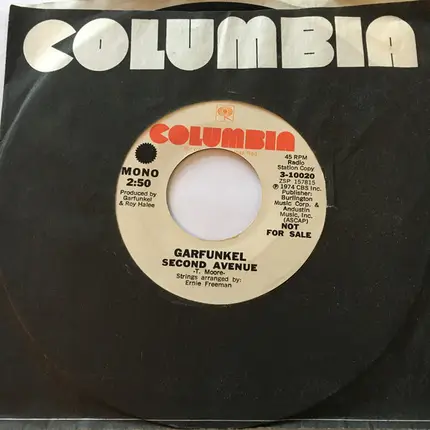 COLUMBIA
COLUMBIA
MONO
2:50
Produced by
Garfunkel
& Roy Halee
45 RPM
Radio
Station Copy
3-10020
ZSP 157815
℗ 1974 CBS Inc.
Publisher:
Burlington
Music Corp. &
Andustin
Music, Inc.
(ASCAP)
NOT
FOR SALE
GARFUNKEL
SECOND AVENUE
-T. Moore-
Strings arranged by:
Ernie Freeman